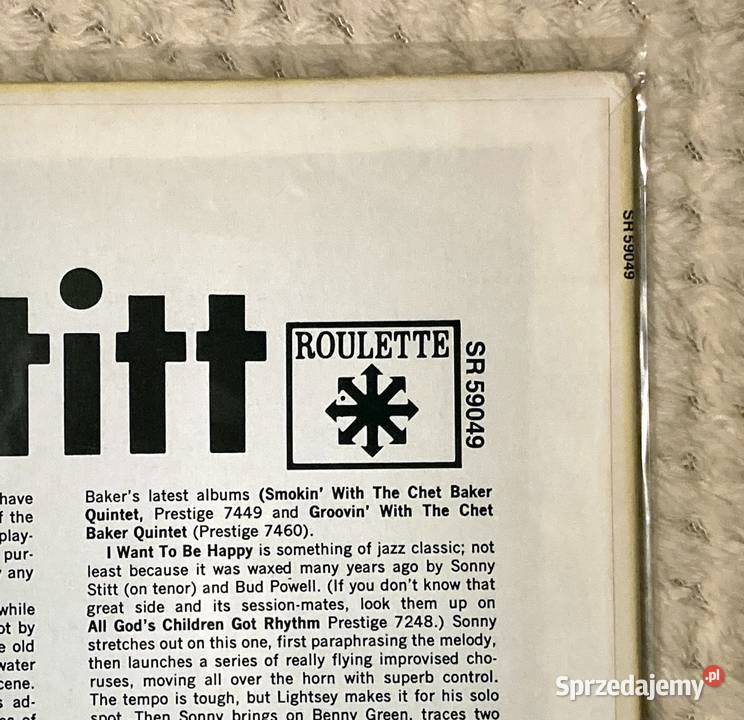 SR 59049
titt
ROULETTE
SR 59049
have
f the
play-
pur-
any
while
ot by
e old
water
cene.
s ad-
s of
Baker's latest albums (Smokin' With The Chet Baker
Quintet, Prestige 7449 and Groovin' With The Chet
Baker Quintet (Prestige 7460).
I Want To Be Happy is something of jazz classic; not
least because it was waxed many years ago by Sonny
Stitt (on tenor) and Bud Powell. (If you don't know that
great side and its session-mates, look them up on
All God's Children Got Rhythm Prestige 7248.) Sonny
stretches out on this one, first paraphrasing the melody,
then launches a series of really flying improvised cho-
ruses, moving all over the horn with superb control.
The tempo is tough, but Lightsey makes it for his solo
spot. Then Sonny brings on Benny Green, traces two
Sprzedajemy.pl